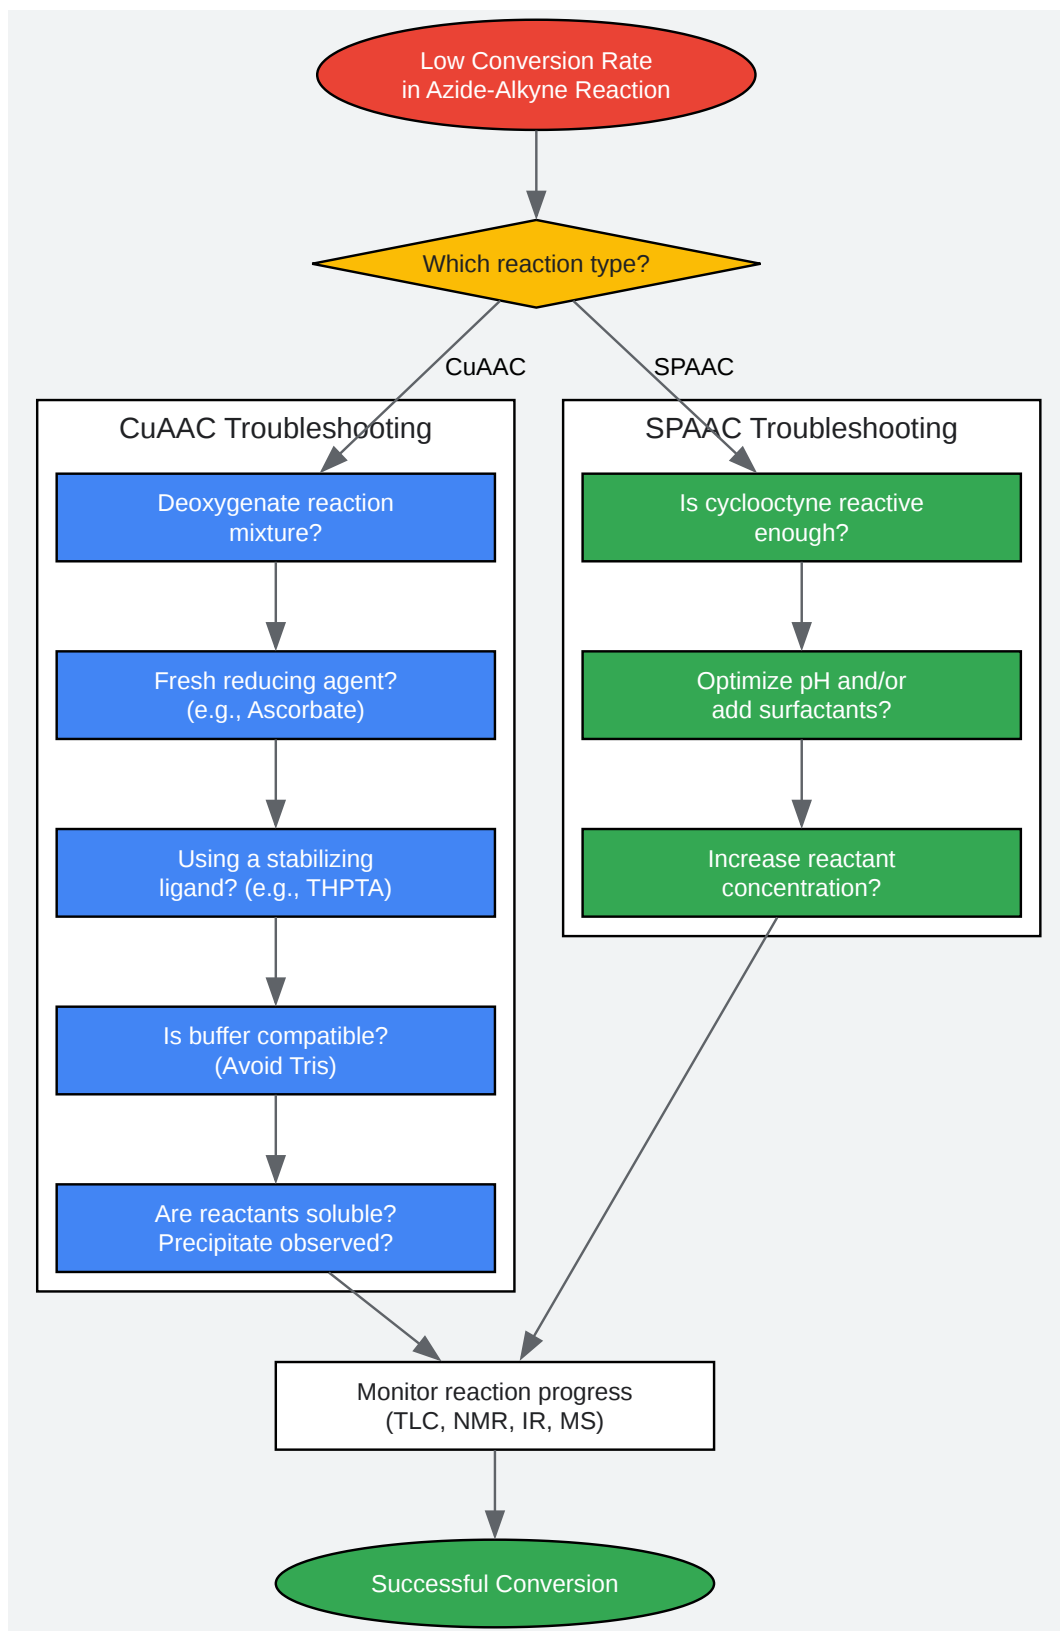 Low Conversion Rate
in Azide-Alkyne Reaction
Which reaction type?
CuAAC
SPAAC
CuAAC Troubleshooting
Deoxygenate reaction
mixture?
Fresh reducing agent?
(e.g., Ascorbate)
Using a stabilizing
ligand? (e.g., THPTA)
Is buffer compatible?
(Avoid Tris)
Are reactants soluble?
Precipitate observed?
SPAAC Troubleshooting
Is cyclooctyne reactive
enough?
Optimize pH and/or
add surfactants?
Increase reactant
concentration?
Monitor reaction progress
(TLC, NMR, IR, MS)
Successful Conversion